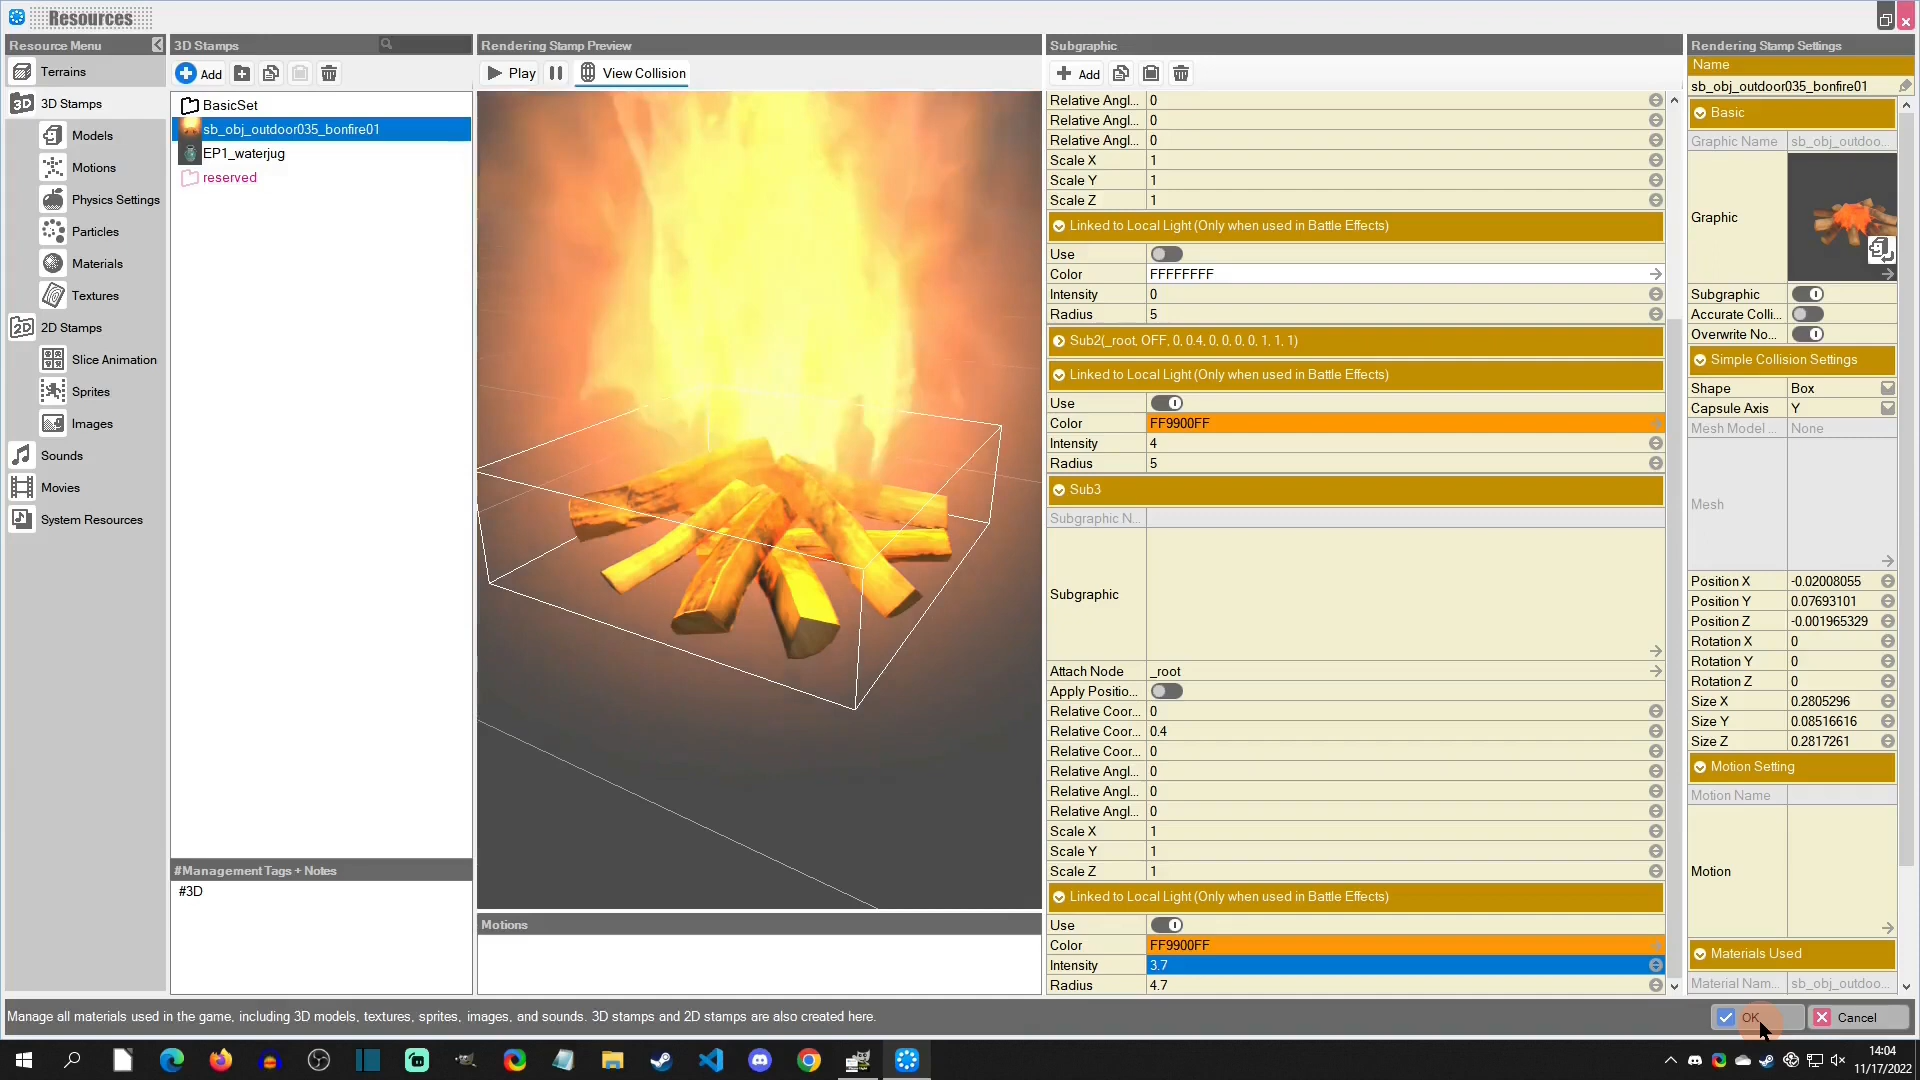 Resources
Resource Menu
Terrains
3D Stamps
Models
Motions
Physics Settings
Particles
Materials
Textures
2D Stamps
Slice Animation
Sprites
Images
Sounds
Movies
System Resources
3D Stamps
Add
BasicSet
sb_obj_outdoor035_bonfire01
EP1_waterjug
reserved
#Management Tags + Notes
#3D
Rendering Stamp Preview
Play
View Collision
Motions
Subgraphic
Add
Relative Angl... 0
Relative Angl... 0
Relative Angl... 0
Scale X 1
Scale Y 1
Scale Z 1
Linked to Local Light (Only when used in Battle Effects)
Use
Color FFFFFFFF
Intensity 0
Radius 5
Sub2(_root, OFF, 0, 0.4, 0, 0, 0, 0, 1, 1, 1)
Linked to Local Light (Only when used in Battle Effects)
Use
Color FF9900FF
Intensity 4
Radius 5
Sub3
Subgraphic N...
Subgraphic
Attach Node _root
Apply Positio...
Relative Coor... 0
Relative Coor... 0.4
Relative Coor... 0
Relative Angl... 0
Relative Angl... 0
Relative Angl... 0
Scale X 1
Scale Y 1
Scale Z 1
Linked to Local Light (Only when used in Battle Effects)
Use
Color FF9900FF
Intensity 3.7
Radius 4.7
Rendering Stamp Settings
Name
sb_obj_outdoor035_bonfire01
Basic
Graphic Name sb_obj_outdoo...
Graphic
Subgraphic
Accurate Colli...
Overwrite No...
Simple Collision Settings
Shape Box
Capsule Axis Y
Mesh Model ... None
Mesh
Position X -0.02008055
Position Y 0.07693101
Position Z -0.001965329
Rotation X 0
Rotation Y 0
Rotation Z 0
Size X 0.2805296
Size Y 0.08516616
Size Z 0.2817261
Motion Setting
Motion Name
Motion
Materials Used
Material Nam... sb_obj_outdoo...
Manage all materials used in the game, including 3D models, textures, sprites, images, and sounds. 3D stamps and 2D stamps are also created here.
OK
Cancel
14:04
11/17/2022